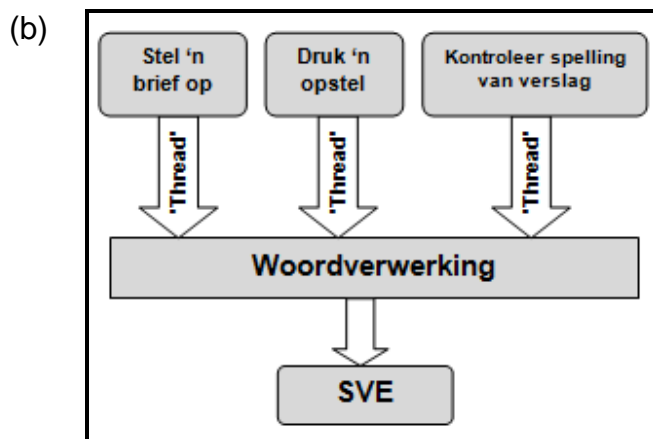 (b)
Stel ‘n
brief op
Druk ‘n
opstel
Kontroleer spelling
van verslag
'Thread'
'Thread'
'Thread'
Woordverwerking
SVE